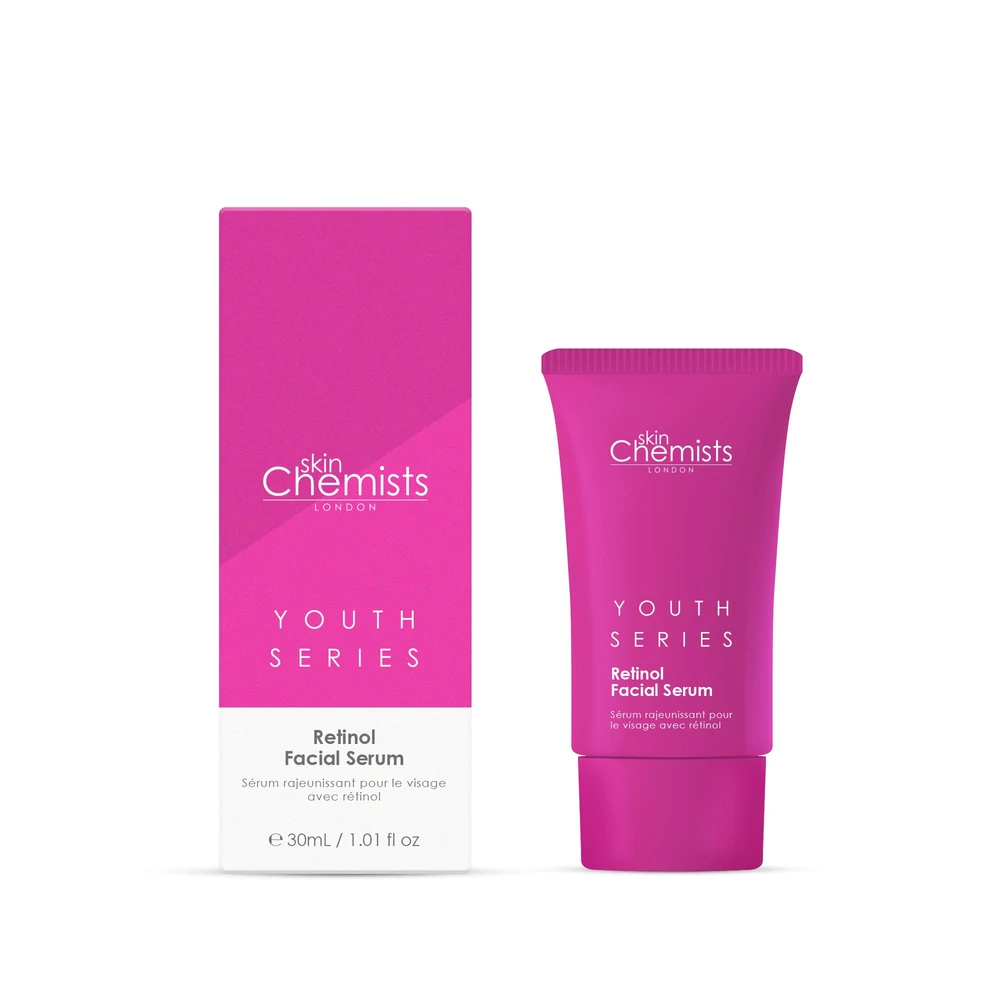 skin
Chemists
LONDON
YOUTH
SERIES
Retinol
Facial Serum
Sérum rajeunissant pour le visage
avec rétinol
℮ 30mL / 1.01 fl oz
skin
Chemists
LONDON
YOUTH
SERIES
Retinol
Facial Serum
Sérum rajeunissant pour
le visage avec rétinol